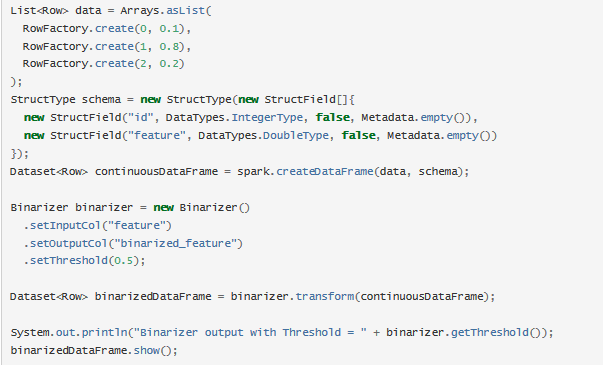 List<Row> data = Arrays.asList(
  RowFactory.create(0, 0.1),
  RowFactory.create(1, 0.8),
  RowFactory.create(2, 0.2)
);
StructType schema = new StructType(new StructField[]{
  new StructField("id", DataTypes.IntegerType, false, Metadata.empty()),
  new StructField("feature", DataTypes.DoubleType, false, Metadata.empty())
});
Dataset<Row> continuousDataFrame = spark.createDataFrame(data, schema);

Binarizer binarizer = new Binarizer()
  .setInputCol("feature")
  .setOutputCol("binarized_feature")
  .setThreshold(0.5);

Dataset<Row> binarizedDataFrame = binarizer.transform(continuousDataFrame);

System.out.println("Binarizer output with Threshold = " + binarizer.getThreshold());
binarizedDataFrame.show();